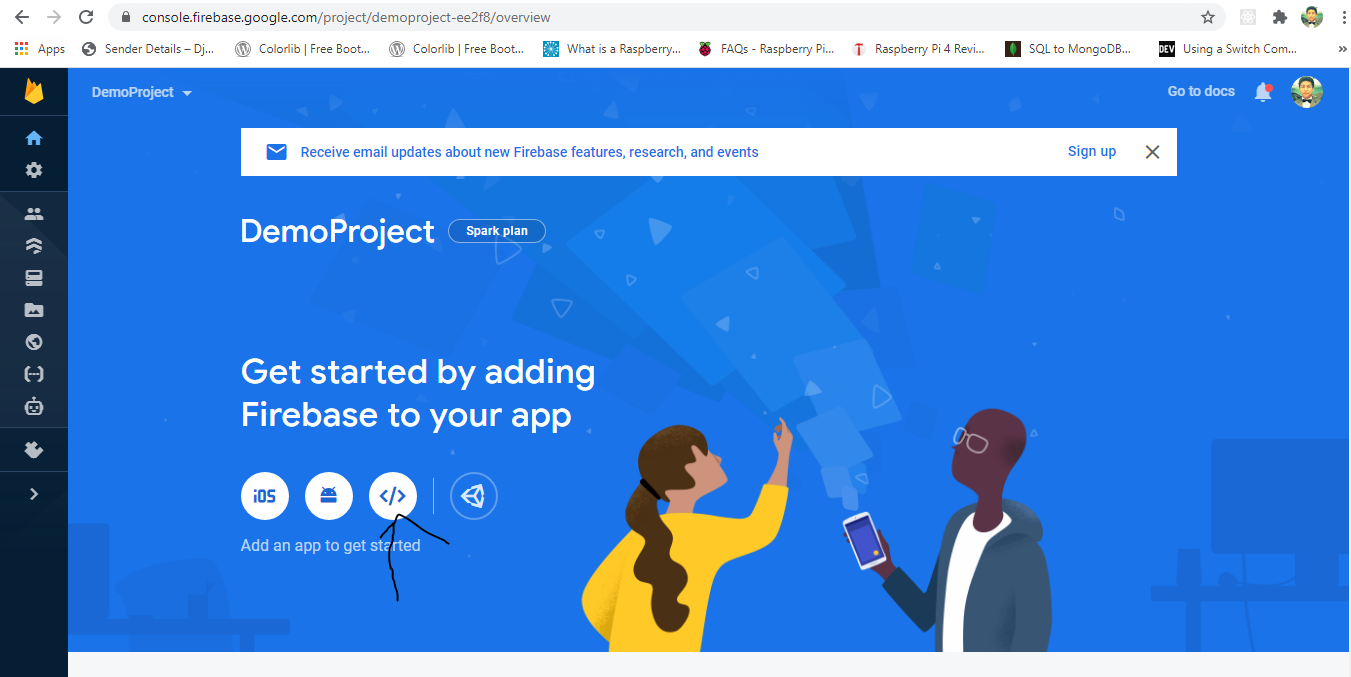 console.firebase.google.com/project/demoproject-ee2f8/overview
Apps
Sender Details – Dj...
Colorlib | Free Boot...
Colorlib | Free Boot...
What is a Raspberry...
FAQs - Raspberry Pi...
Raspberry Pi 4 Revi...
SQL to MongoDB...
DEV
Using a Switch Com...
»
DemoProject
Go to docs
Receive email updates about new Firebase features, research, and events
Sign up
DemoProject
Spark plan
Get started by adding
Firebase to your app
iOS
</>
Add an app to get started